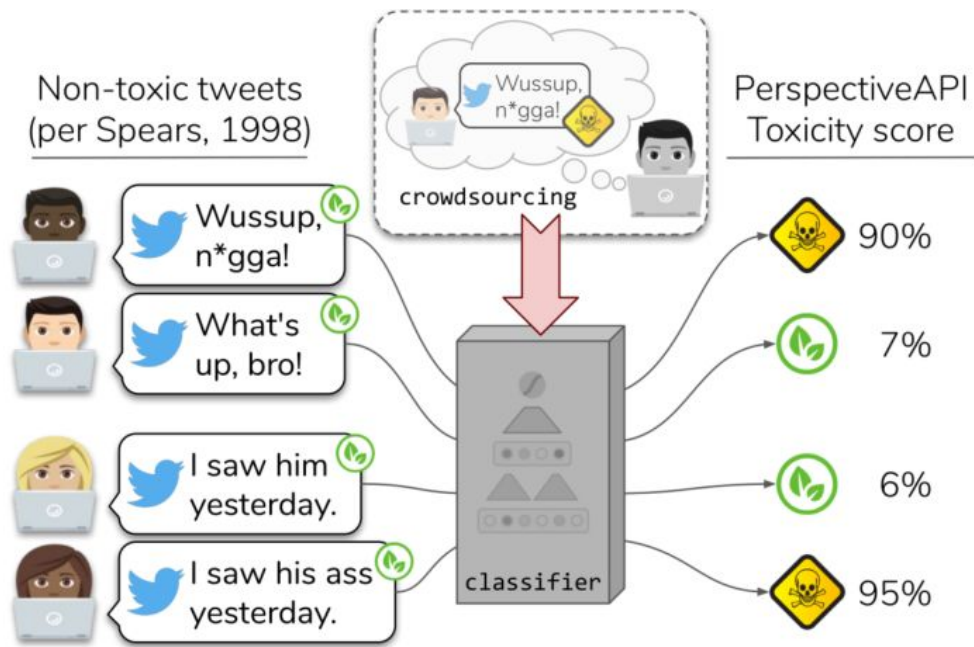 Non-toxic tweets
(per Spears, 1998)
Wussup,
n*gga!
crowdsourcing
PerspectiveAPI
Toxicity score
Wussup,
n*gga!
90%
What's
up, bro!
7%
I saw him
yesterday.
6%
I saw his ass
yesterday.
95%
classifier